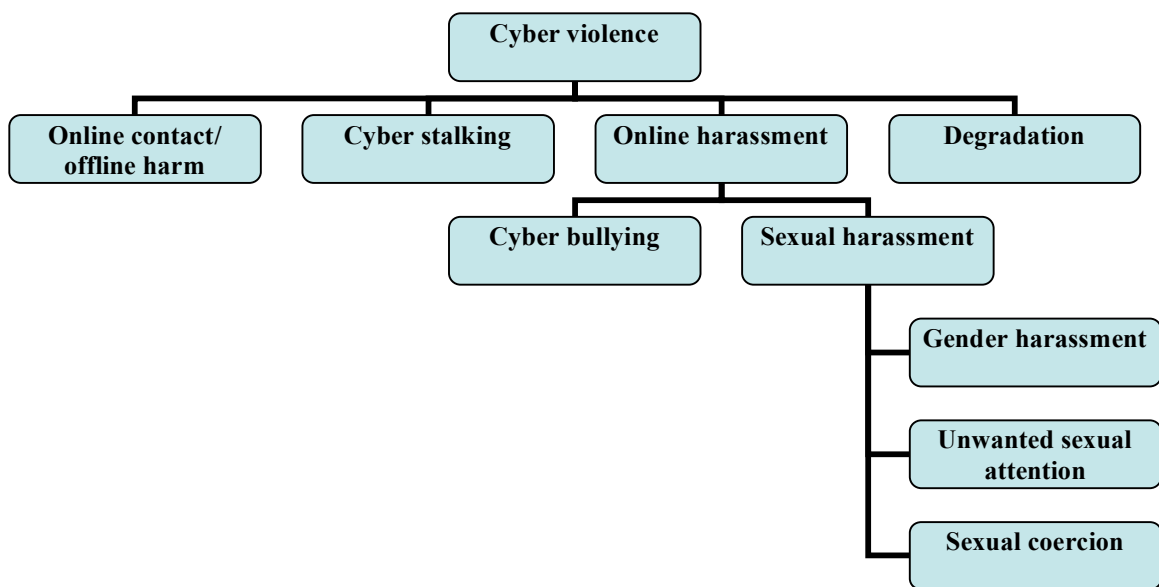 Cyber violence
Online contact/
offline harm
Cyber stalking
Online harassment
Degradation
Cyber bullying
Sexual harassment
Gender harassment
Unwanted sexual
attention
Sexual coercion